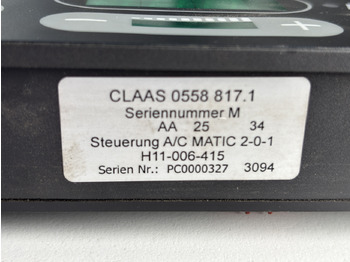 CLAAS 0558 817.1
Seriennummer M
AA 25 34
Steuerung A/C MATIC 2-0-1
H11-006-415
Serien Nr.: PC0000327 3094